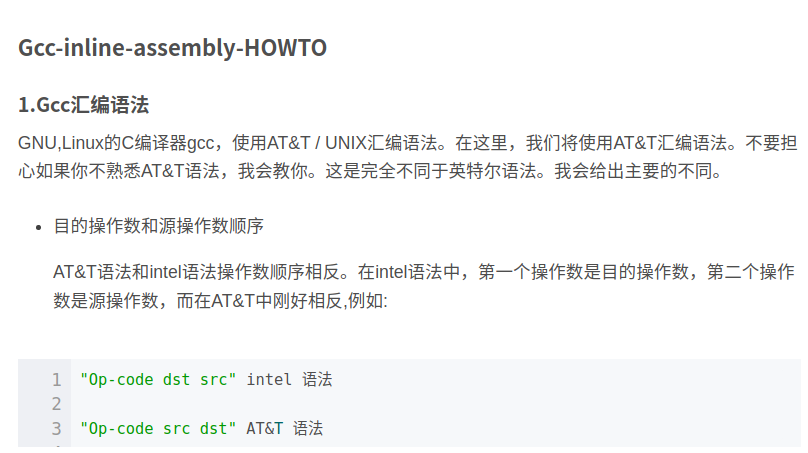 Gcc-inline-assembly-HOWTO
1.Gcc汇编语法
GNU,Linux的C编译器gcc，使用AT&T / UNIX汇编语法。在这里，我们将使用AT&T汇编语法。不要担
心如果你不熟悉AT&T语法，我会教你。这是完全不同于英特尔语法。我会给出主要的不同。
• 目的操作数和源操作数顺序
AT&T语法和intel语法操作数顺序相反。在intel语法中，第一个操作数是目的操作数，第二个操作
数是源操作数，而在AT&T中刚好相反,例如:
1 "Op-code dst src" intel 语法
2
3 "Op-code src dst" AT&T 语法